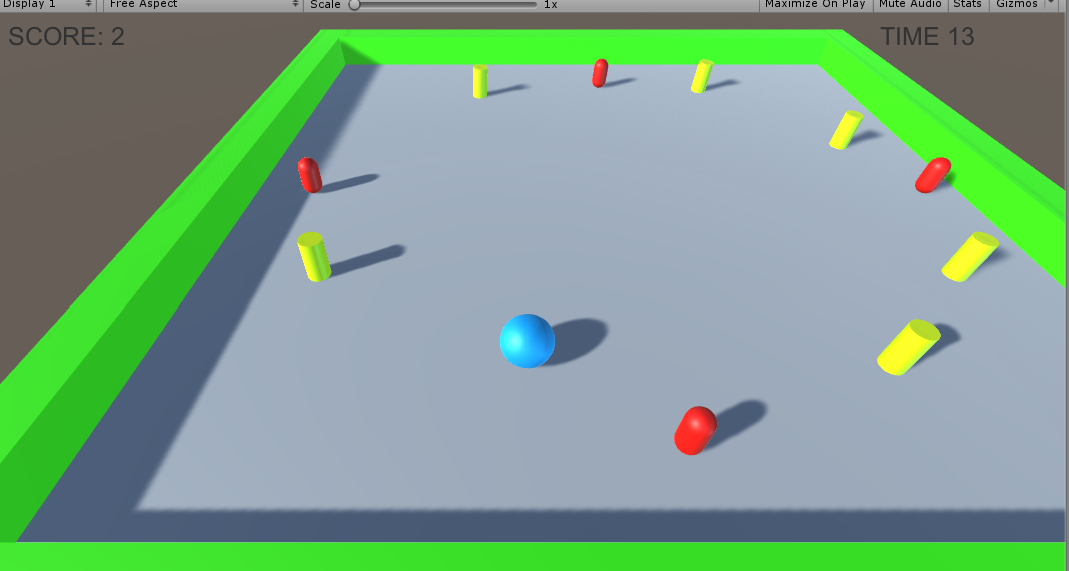 Display 1 Free Aspect Scale 1x Maximize On Play Mute Audio Stats Gizmos
SCORE: 2 TIME 13